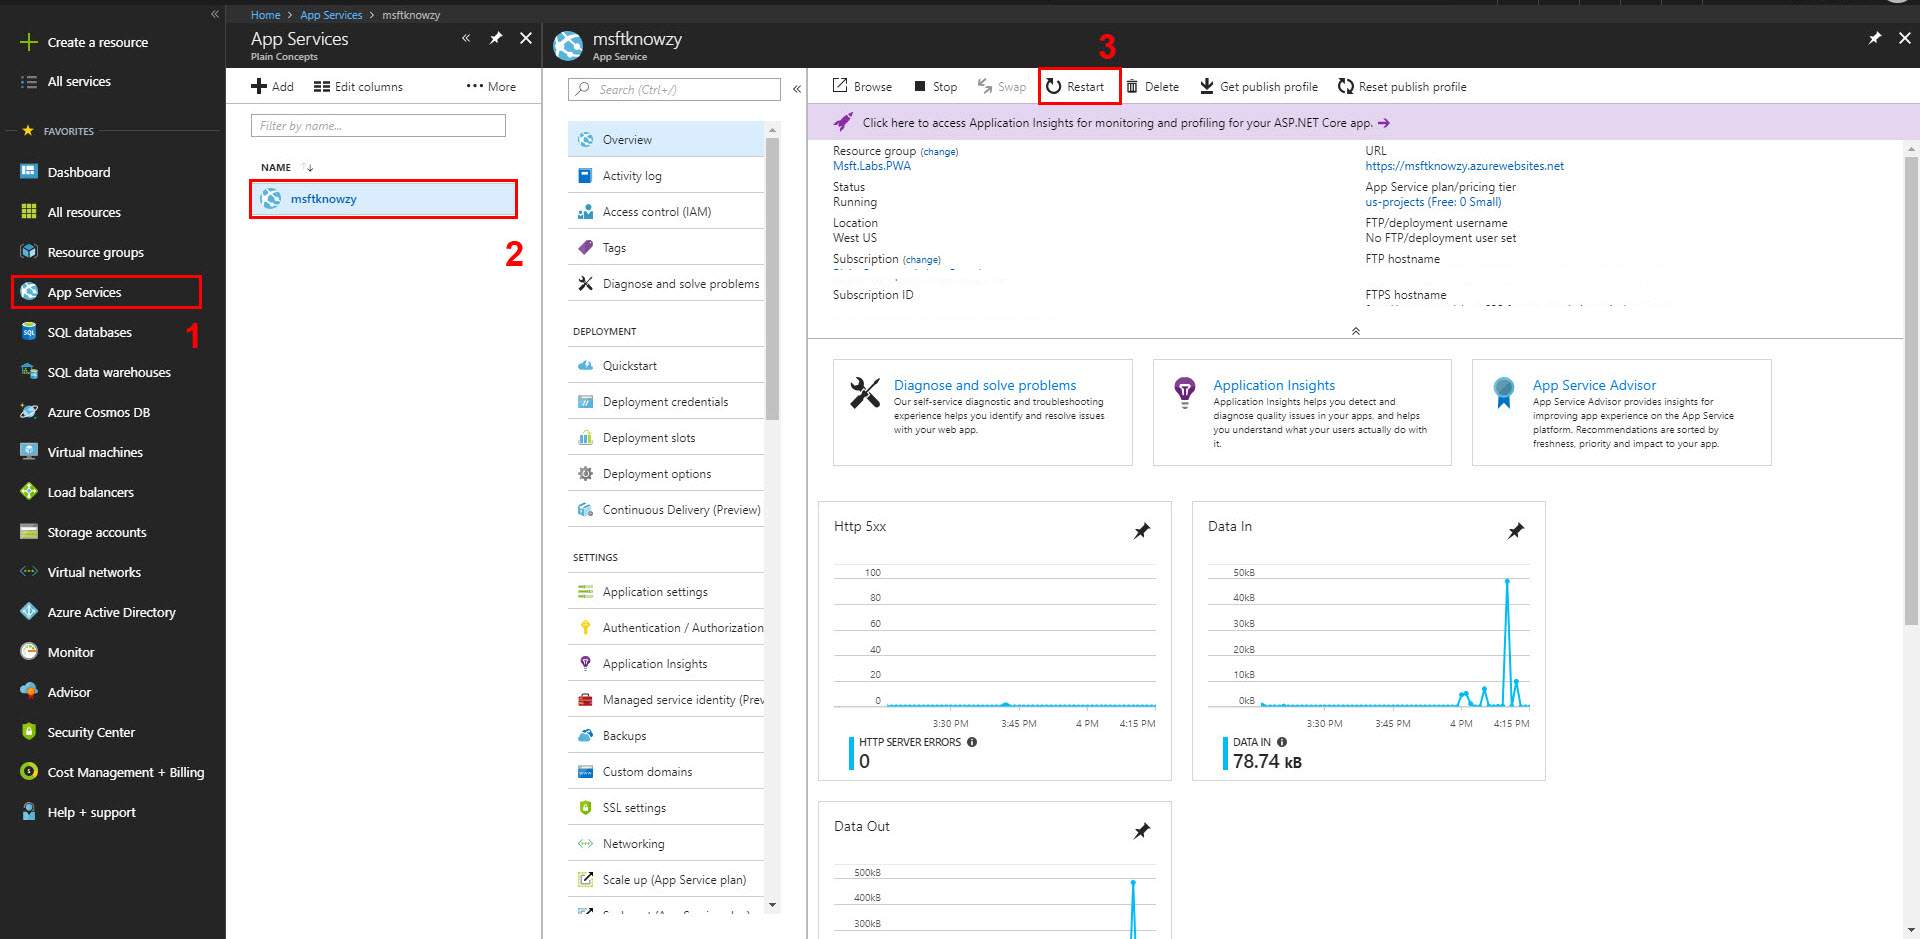 Home > App Services > msftknowzy
Create a resource
All services
FAVORITES
Dashboard
All resources
Resource groups
App Services
1
SQL databases
SQL data warehouses
Azure Cosmos DB
Virtual machines
Load balancers
Storage accounts
Virtual networks
Azure Active Directory
Monitor
Advisor
Security Center
Cost Management + Billing
Help + support
App Services
Plain Concepts
Add
Edit columns
More
Filter by name...
NAME
msftknowzy
2
msftknowzy
App Service
Search (Ctrl+/)
Overview
Activity log
Access control (IAM)
Tags
Diagnose and solve problems
DEPLOYMENT
Quickstart
Deployment credentials
Deployment slots
Deployment options
Continuous Delivery (Preview)
SETTINGS
Application settings
Authentication / Authorization
Application Insights
Managed service identity (Prev
Backups
Custom domains
SSL settings
Networking
Scale up (App Service plan)
3
Browse
Stop
Swap
Restart
Delete
Get publish profile
Reset publish profile
Click here to access Application Insights for monitoring and profiling for your ASP.NET Core app.
Resource group (change)
Msft.Labs.PWA
Status
Running
Location
West US
Subscription (change)
Subscription ID
URL
https://msftknowzy.azurewebsites.net
App Service plan/pricing tier
us-projects (Free: 0 Small)
FTP/deployment username
No FTP/deployment user set
FTP hostname
FTPS hostname
Diagnose and solve problems
Our self-service diagnostic and troubleshooting
experience helps you identify and resolve issues
with your web app.
Application Insights
Application Insights helps you detect and
diagnose quality issues in your apps, and helps
you understand what your users actually do with
it.
App Service Advisor
App Service Advisor provides insights for
improving app experience on the App Service
platform. Recommendations are sorted by
freshness, priority and impact to your app.
Http 5xx
100
80
60
40
20
0
3:30 PM 3:45 PM 4 PM 4:15 PM
HTTP SERVER ERRORS
0
Data In
50kB
40kB
30kB
20kB
10kB
0kB
3:30 PM 3:45 PM 4 PM 4:15 PM
DATA IN
78.74 kB
Data Out
500kB
400kB
300kB